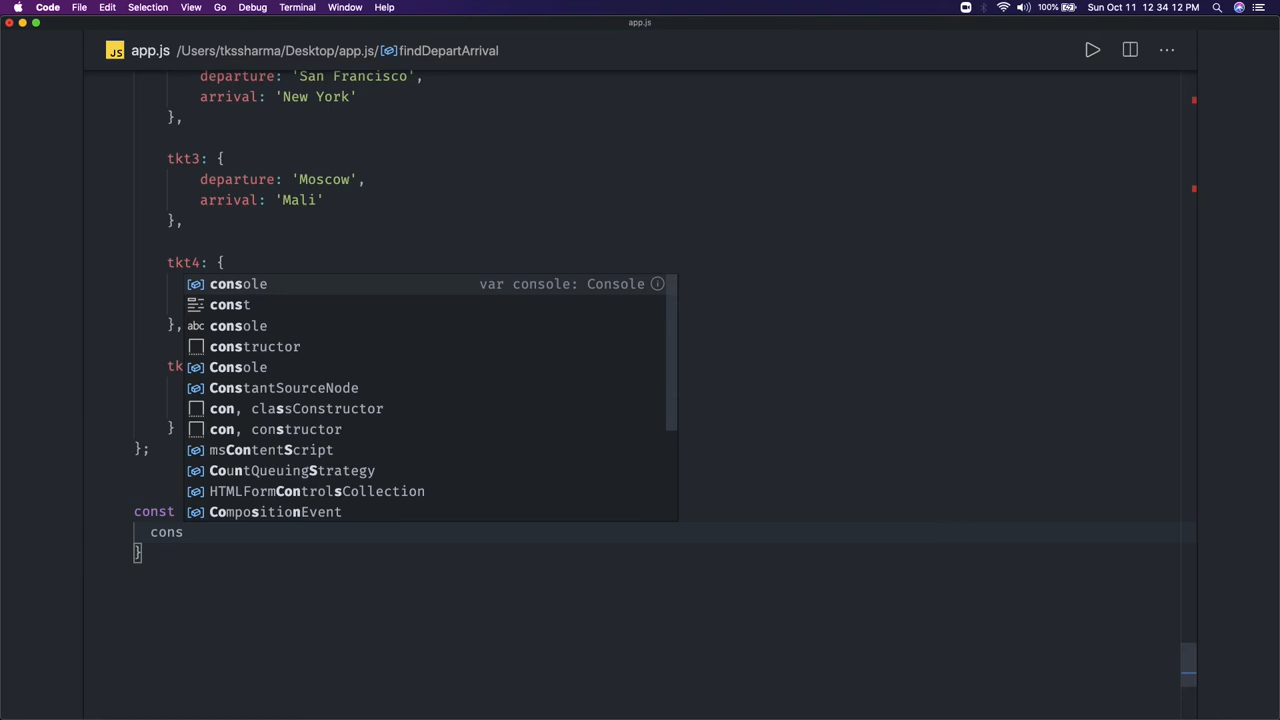 Code File Edit Selection View Go Debug Terminal Window Help 100% Sun Oct 11 12 34 12 PM
app.js
JS app.js /Users/tkssharma/Desktop/app.js/ findDepartArrival
departure: 'San Francisco',
arrival: 'New York'
},
tkt3: {
departure: 'Moscow',
arrival: 'Mali'
},
tkt4: {
console var console: Console
const
},
abc console
constructor
tk
Console
ConstantSourceNode
con, classConstructor
}
con, constructor
};
msContentScript
CountQueuingStrategy
HTMLFormControlsCollection
const
CompositionEvent
cons
}